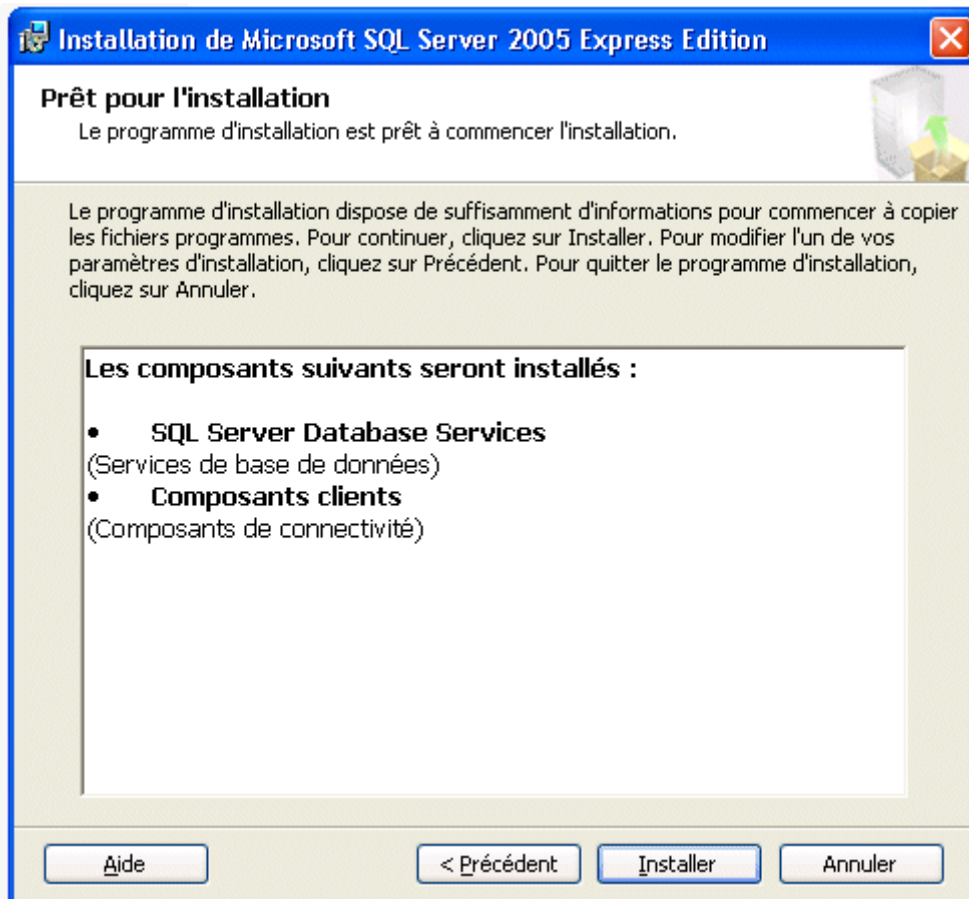 Installation de Microsoft SQL Server 2005 Express Edition
Prêt pour l'installation
Le programme d'installation est prêt à commencer l'installation.
Le programme d'installation dispose de suffisamment d'informations pour commencer à copier
les fichiers programmes. Pour continuer, cliquez sur Installer. Pour modifier l'un de vos
paramètres d'installation, cliquez sur Précédent. Pour quitter le programme d'installation,
cliquez sur Annuler.
Les composants suivants seront installés :
• SQL Server Database Services
(Services de base de données)
• Composants clients
(Composants de connectivité)
Aide
< Précédent
Installer
Annuler